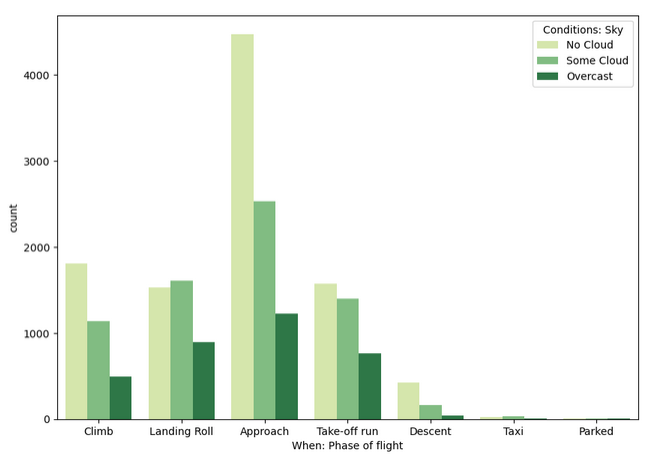 Conditions: Sky
No Cloud
Some Cloud
Overcast
4000
3000
2000
1000
0
count
Climb Landing Roll Approach Take-off run Descent Taxi Parked
When: Phase of flight